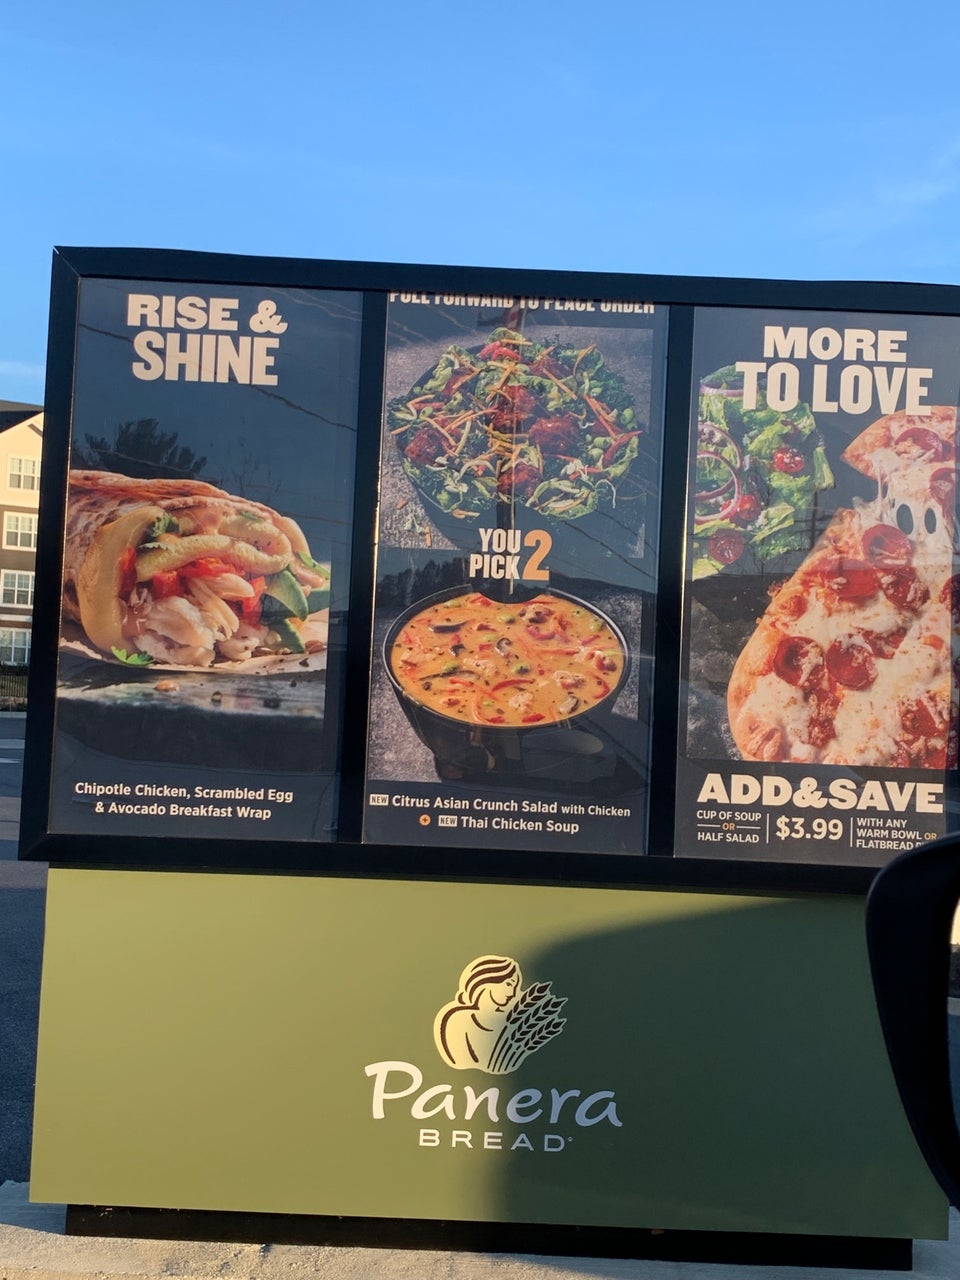 RISE &
SHINE
Chipotle Chicken, Scrambled Egg
& Avocado Breakfast Wrap
PULL FORWARD TO PLACE ORDER
YOU
PICK 2
NEW Citrus Asian Crunch Salad with Chicken
+ NEW Thai Chicken Soup
MORE
TO LOVE
ADD&SAVE
CUP OF SOUP
OR
HALF SALAD
$3.99
WITH ANY
WARM BOWL OR
FLATBREAD
Panera
BREAD